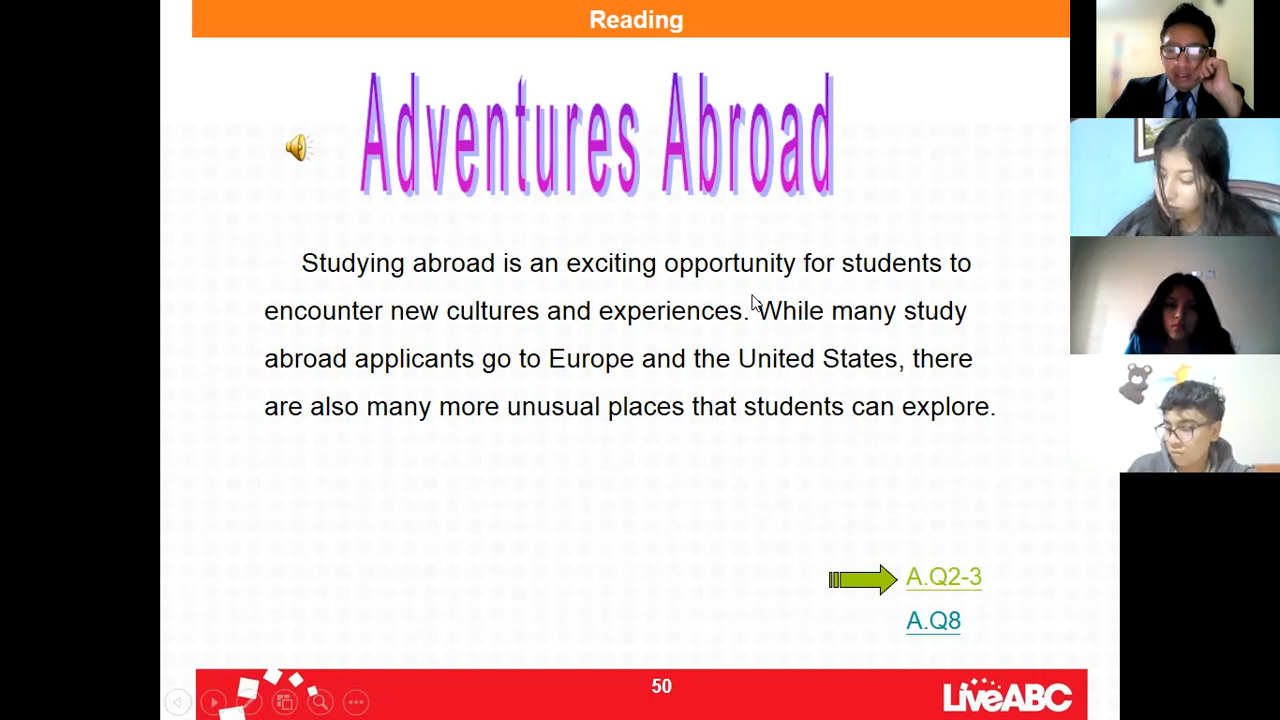 Reading
Adventures Abroad
Studying abroad is an exciting opportunity for students to
encounter new cultures and experiences. While many study
abroad applicants go to Europe and the United States, there
are also many more unusual places that students can explore.
A.Q2-3
A.Q8
50
LiveABC